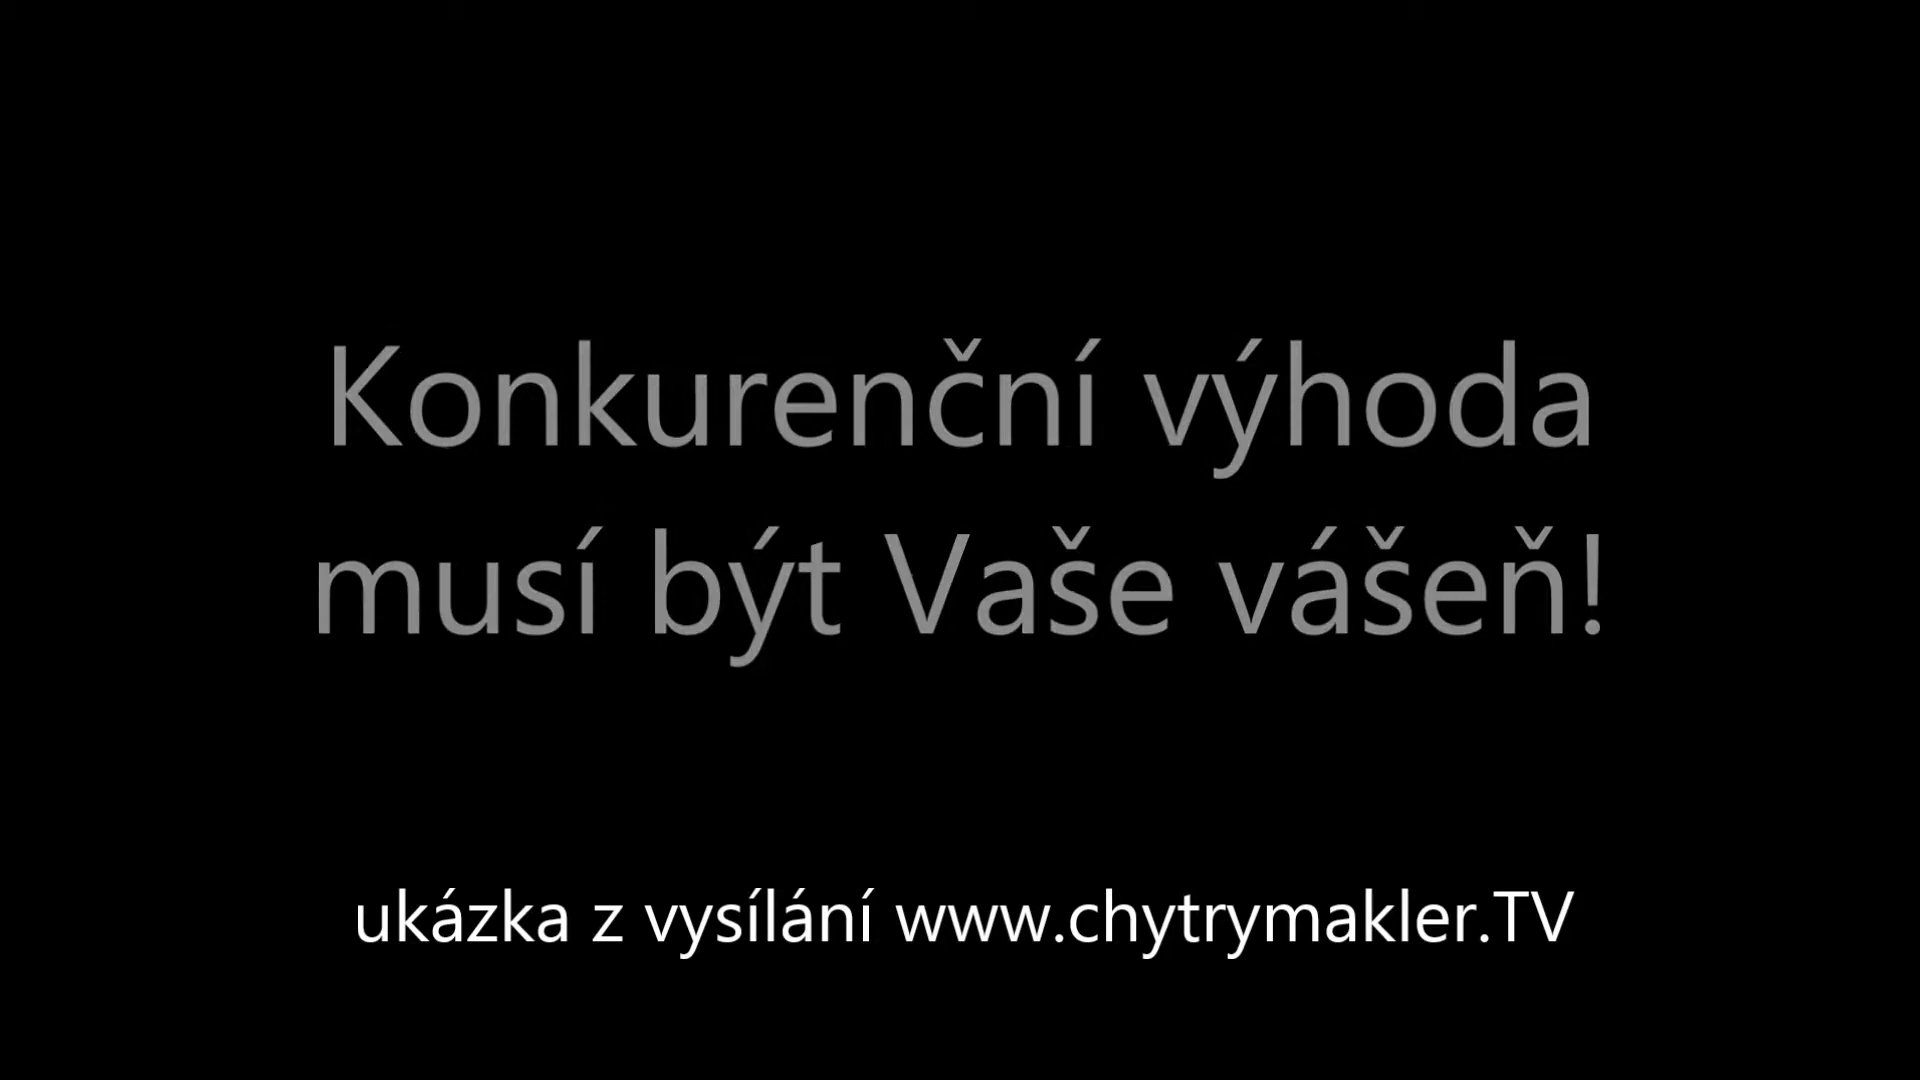 Konkurenční výhoda
musí být Vaše vášeň!
ukázka z vysílání www.chytrymakler.TV